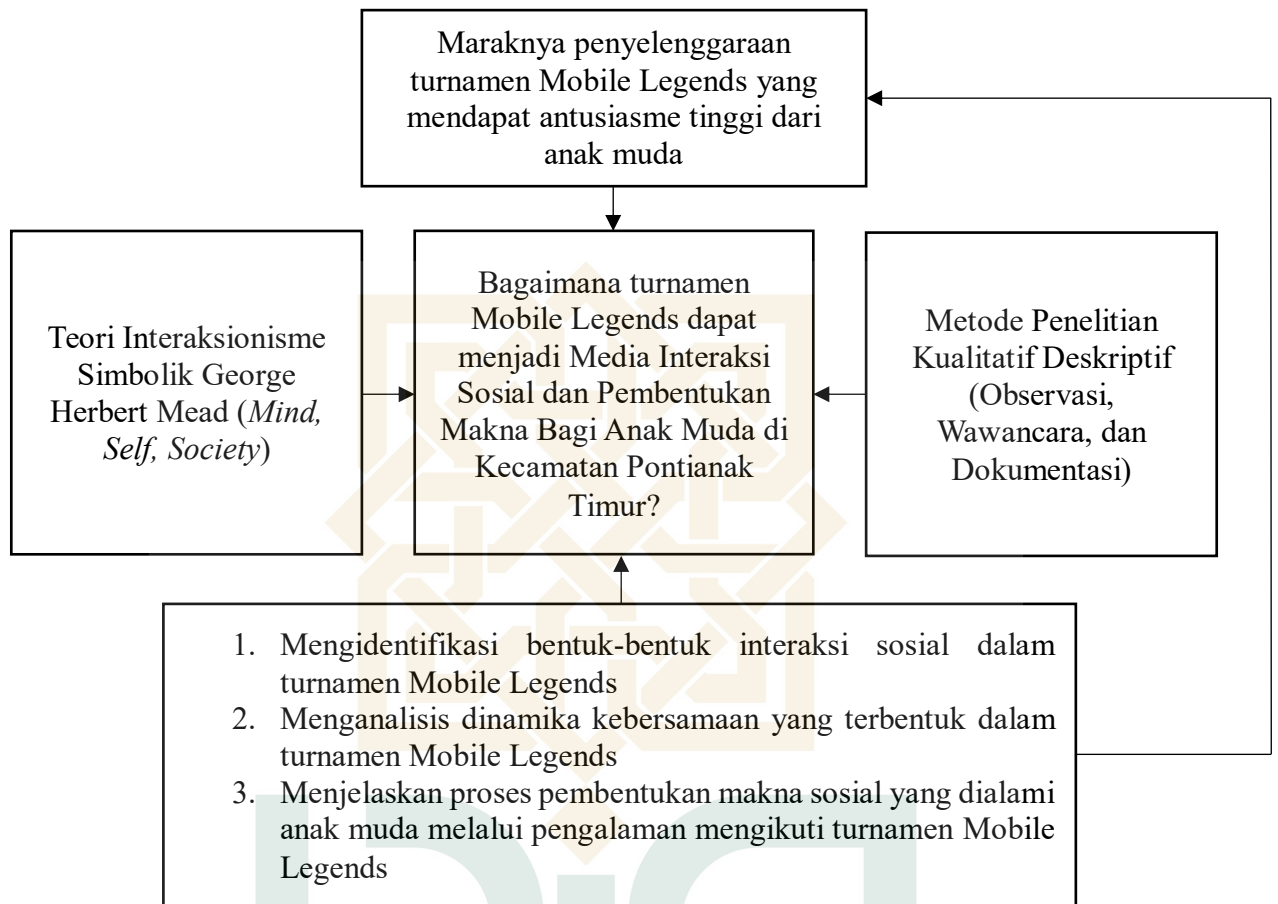 Maraknya penyelenggaraan
turnamen Mobile Legends yang
mendapat antusiasme tinggi dari
anak muda
Teori Interaksionisme
Simbolik George
Herbert Mead (Mind,
Self, Society)
Bagaimana turnamen
Mobile Legends dapat
menjadi Media Interaksi
Sosial dan Pembentukan
Makna Bagi Anak Muda di
Kecamatan Pontianak
Timur?
Metode Penelitian
Kualitatif Deskriptif
(Observasi,
Wawancara, dan
Dokumentasi)
1. Mengidentifikasi bentuk-bentuk interaksi sosial dalam
turnamen Mobile Legends
2. Menganalisis dinamika kebersamaan yang terbentuk dalam
turnamen Mobile Legends
3. Menjelaskan proses pembentukan makna sosial yang dialami
anak muda melalui pengalaman mengikuti turnamen Mobile
Legends